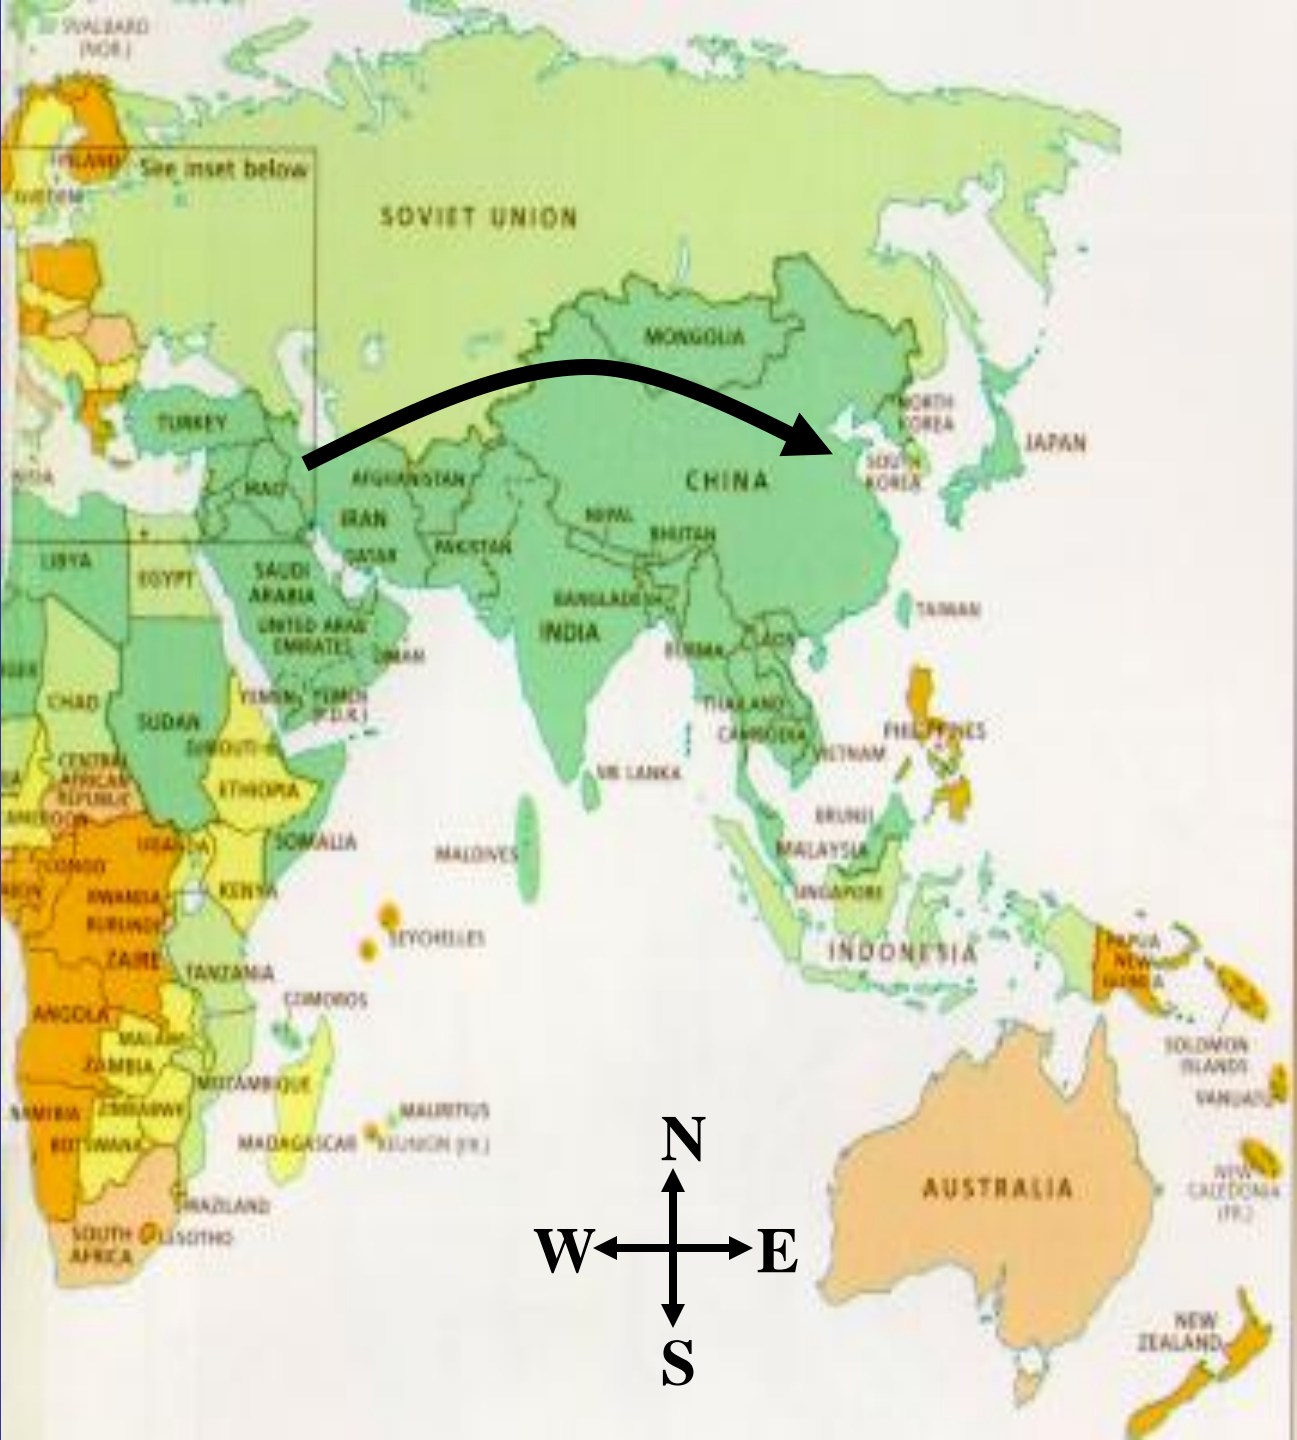 SVALBARD
(NOR.)
FINLAND
See inset below
SWEDEN
SOVIET UNION
MONGOLIA
TURKEY
NORTH
KOREA
JAPAN
SOUTH
KOREA
AFGHANISTAN
CHINA
IRAQ
IRAN
NEPAL
BHUTAN
QATAR
PAKISTAN
LIBYA
EGYPT
SAUDI
ARABIA
BANGLADESH
TAIWAN
INDIA
UNITED ARAB
EMIRATES
OMAN
BURMA
LAOS
CHAD
YEMEN
YEMEN
(P.D.R.)
THAILAND
SUDAN
CAMBODIA
PHILIPPINES
DJIBOUTI
VIETNAM
CENTRAL
AFRICAN
REPUBLIC
SRI LANKA
ETHIOPIA
CAMEROON
BRUNEI
UGANDA
SOMALIA
MALDIVES
MALAYSIA
CONGO
RWANDA
KENYA
SINGAPORE
BURUNDI
SEYCHELLES
ZAIRE
INDONESIA
PAPUA
NEW
GUINEA
TANZANIA
COMOROS
ANGOLA
MALAWI
SOLOMON
ISLANDS
ZAMBIA
MOZAMBIQUE
VANUATU
NAMIBIA
ZIMBABWE
MAURITIUS
BOTSWANA
MADAGASCAR
REUNION (FR.)
N
AUSTRALIA
NEW
CALEDONIA
(FR.)
SWAZILAND
SOUTH
AFRICA
LESOTHO
W
E
NEW
ZEALAND
S